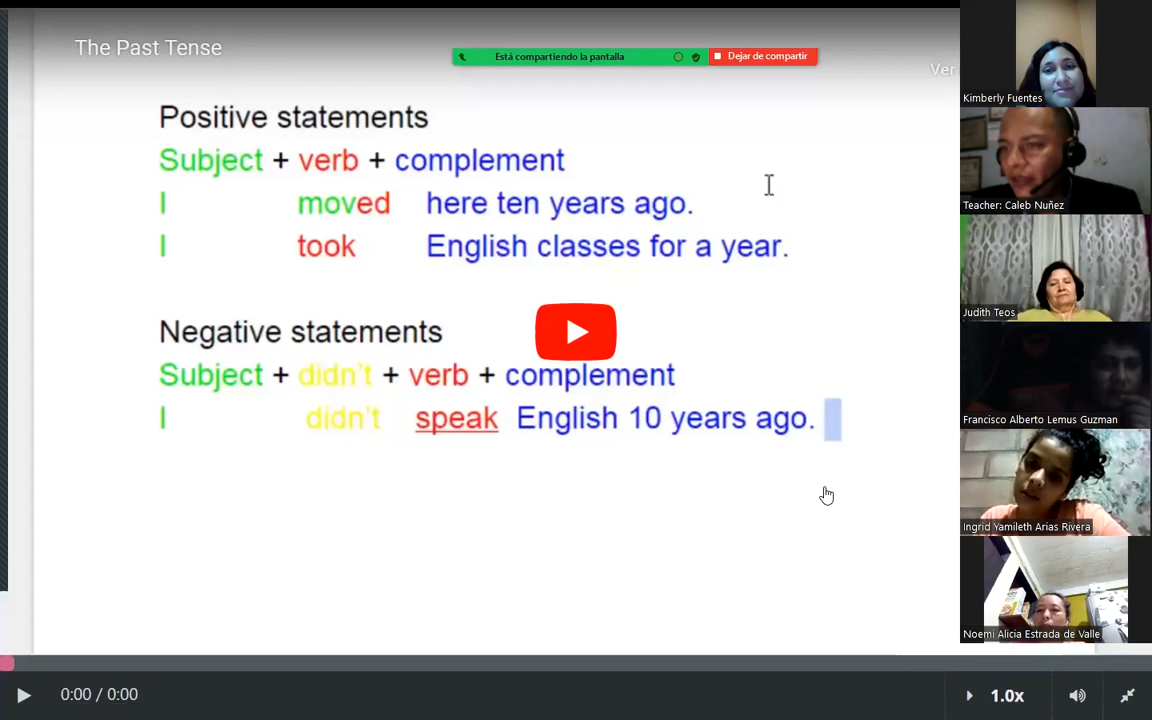 The Past Tense
Está compartiendo la pantalla
Dejar de compartir
Ver
Positive statements
Subject + verb + complement
I moved here ten years ago.
I took English classes for a year.
Negative statements
Subject + didn't + verb + complement
I didn't speak English 10 years ago.
Kimberly Fuentes
Teacher: Caleb Nuñez
Judith Teos
Francisco Alberto Lemus Guzman
Ingrid Yamileth Arias Rivera
Noemi Alicia Estrada de Valle
0:00 / 0:00
1.0x